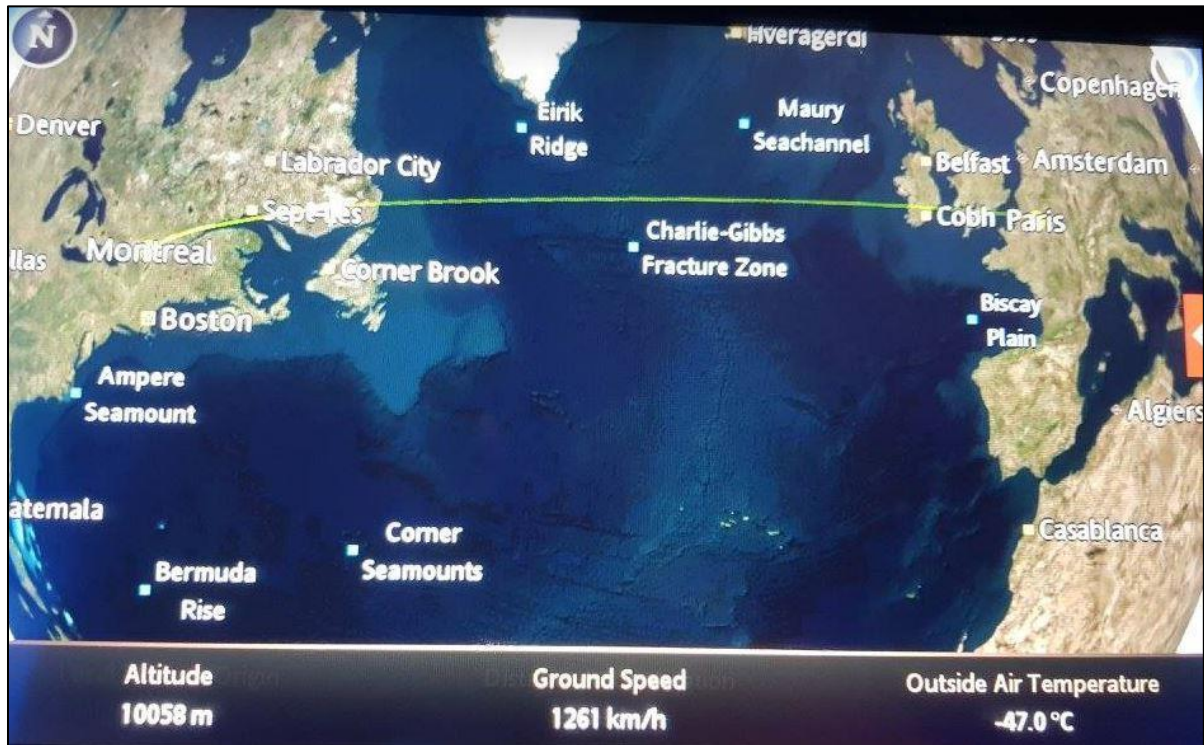 N
Hveragerdi
Copenhagen
Denver
Eirik
Ridge
Maury
Seachannel
Labrador City
Belfast
Amsterdam
Sept-Iles
Cobh
Paris
Montreal
Charlie-Gibbs
Fracture Zone
Corner Brook
Boston
Biscay
Plain
Ampere
Seamount
Algiers
Corner
Seamounts
Casablanca
Bermuda
Rise
Altitude
10058 m
Ground Speed
1261 km/h
Outside Air Temperature
-47.0 °C